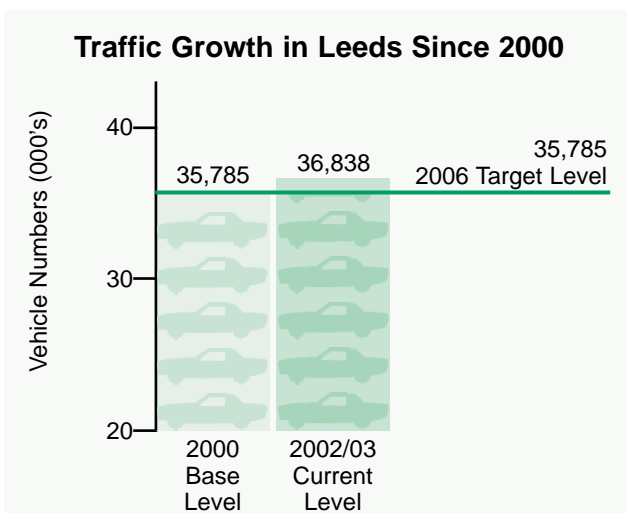 Traffic Growth in Leeds Since 2000
Vehicle Numbers (000's)
40
30
20
35,785
36,838
35,785
2006 Target Level
2000
Base
Level
2002/03
Current
Level